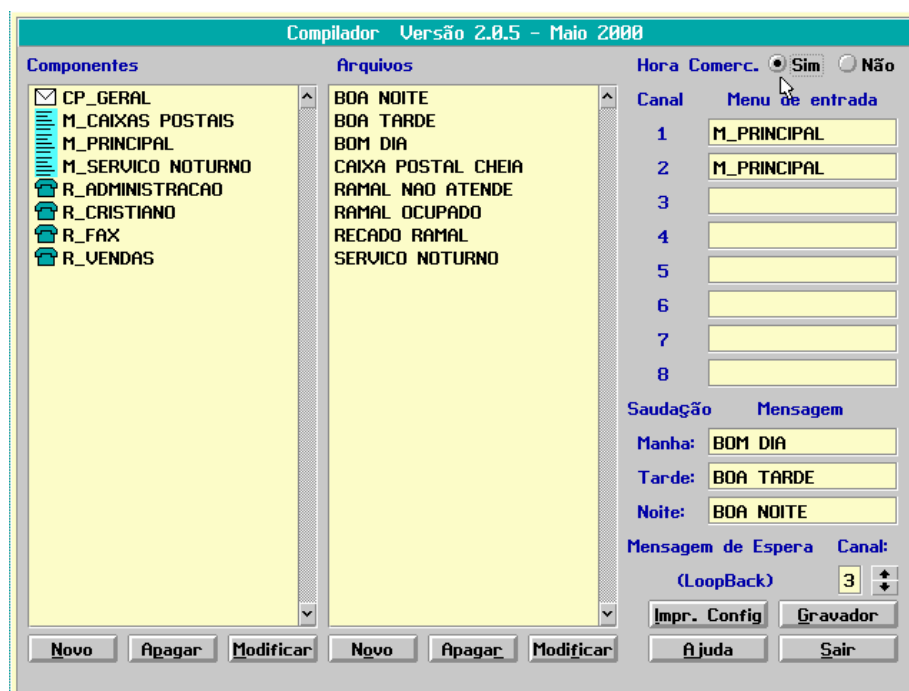 Compilador Versão 2.0.5 - Maio 2000
Componentes
CP_GERAL
M_CAIXAS POSTAIS
M_PRINCIPAL
M_SERVICO NOTURNO
R_ADMINISTRACAO
R_CRISTIANO
R_FAX
R_VENDAS
Novo Apagar Modificar
Arquivos
BOA NOITE
BOA TARDE
BOM DIA
CAIXA POSTAL CHEIA
RAMAL NAO ATENDE
RAMAL OCUPADO
RECADO RAMAL
SERVICO NOTURNO
Novo Apagar Modificar
Hora Comerc. Sim Não
Canal Menu de entrada
1 M_PRINCIPAL
2 M_PRINCIPAL
3
4
5
6
7
8
Saudação Mensagem
Manha: BOM DIA
Tarde: BOA TARDE
Noite: BOA NOITE
Mensagem de Espera Canal:
(LoopBack) 3
Impr. Config Gravador
Ajuda Sair